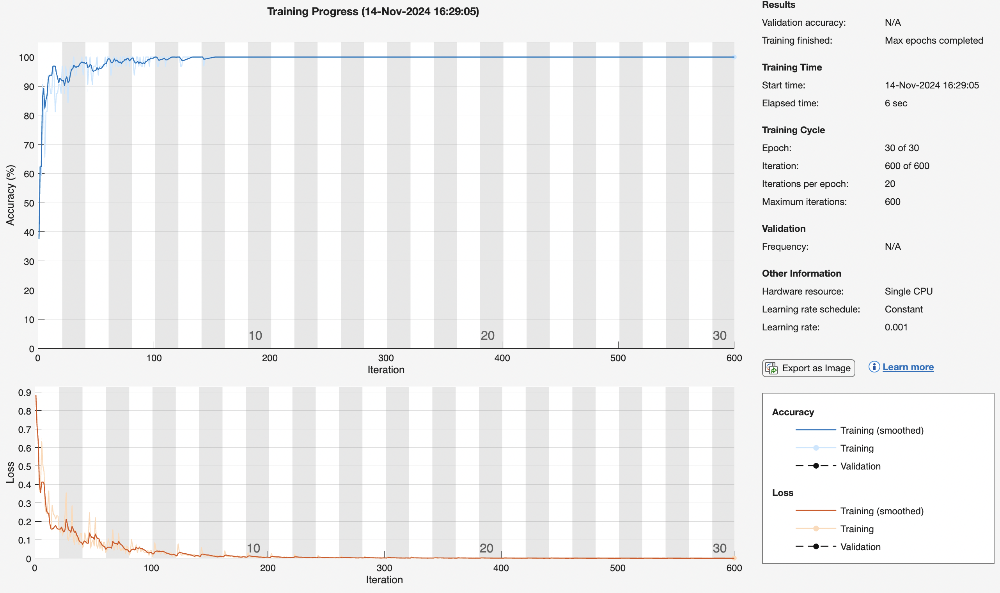 Training Progress (14-Nov-2024 16:29:05)
Accuracy (%)
100
90
80
70
60
50
40
30
20
10
0
10
20
30
0
100
200
300
400
500
600
Iteration
Loss
0.9
0.8
0.7
0.6
0.5
0.4
0.3
0.2
0.1
0
10
20
30
0
100
200
300
400
500
600
Iteration
Results
Validation accuracy: N/A
Training finished: Max epochs completed
Training Time
Start time: 14-Nov-2024 16:29:05
Elapsed time: 6 sec
Training Cycle
Epoch: 30 of 30
Iteration: 600 of 600
Iterations per epoch: 20
Maximum iterations: 600
Validation
Frequency: N/A
Other Information
Hardware resource: Single CPU
Learning rate schedule: Constant
Learning rate: 0.001
Export as Image
Learn more
Accuracy
Training (smoothed)
Training
Validation
Loss
Training (smoothed)
Training
Validation